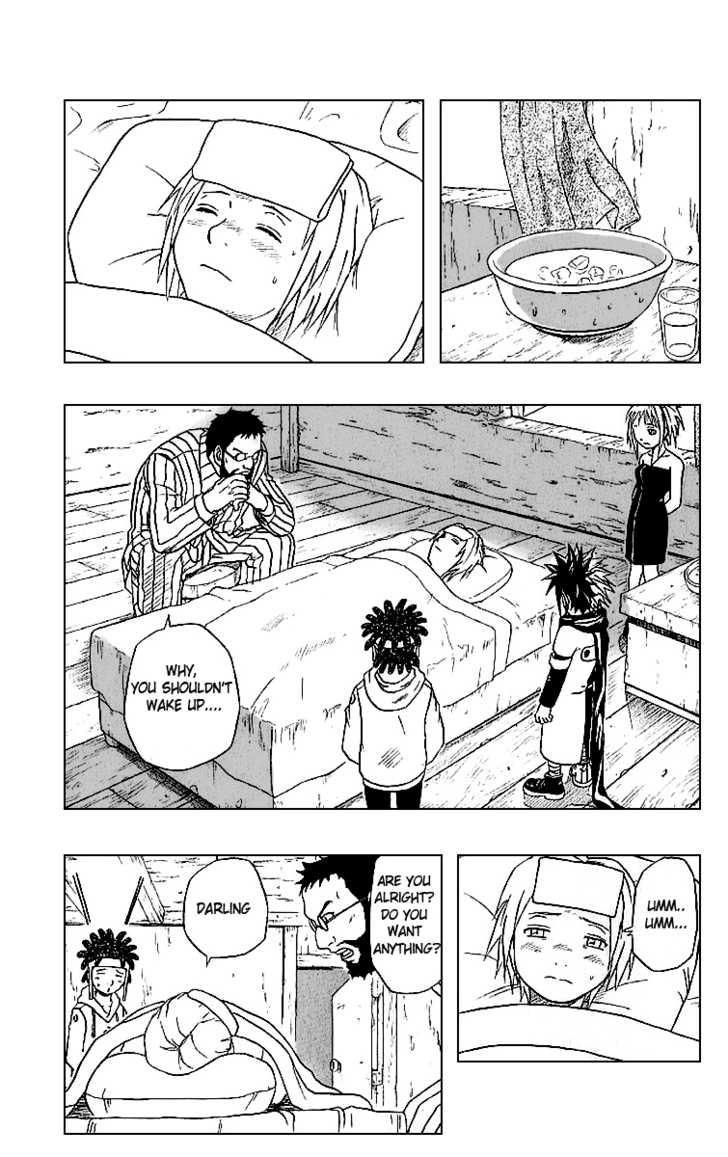 WHY,
YOU SHOULDN'T
WAKE UP....
UMM..
UMM...
ARE YOU
ALRIGHT?
DO YOU
WANT
ANYTHING?
DARLING